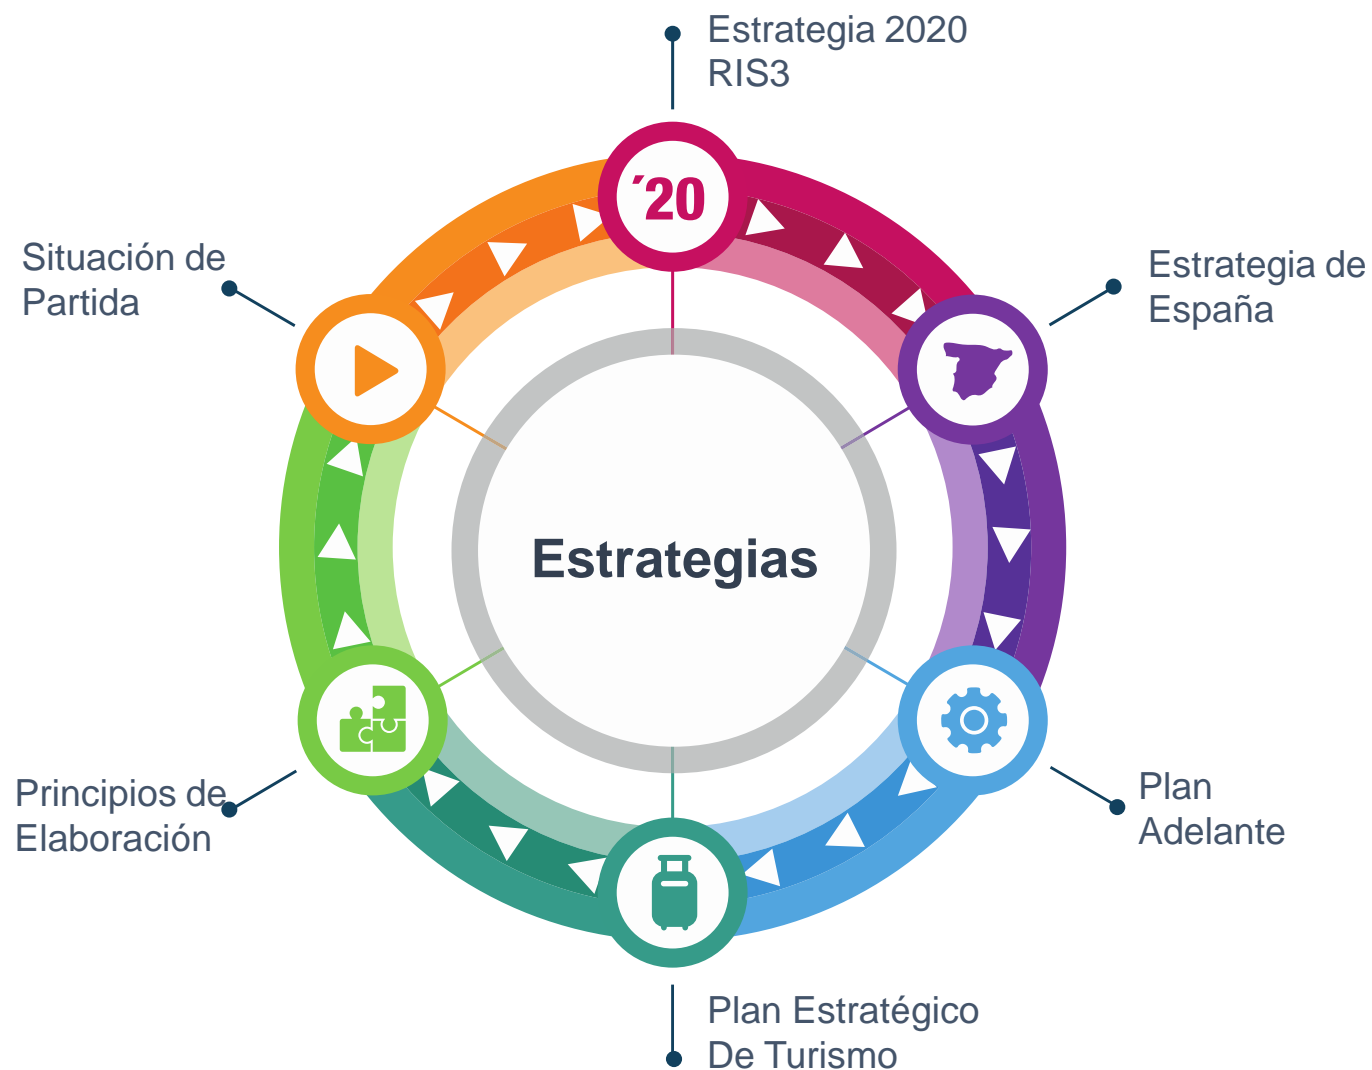 Estrategia 2020
RIS3
´20
Situación de
Partida
Estrategia de
España
Estrategias
Principios de
Elaboración
Plan
Adelante
Plan Estratégico
De Turismo